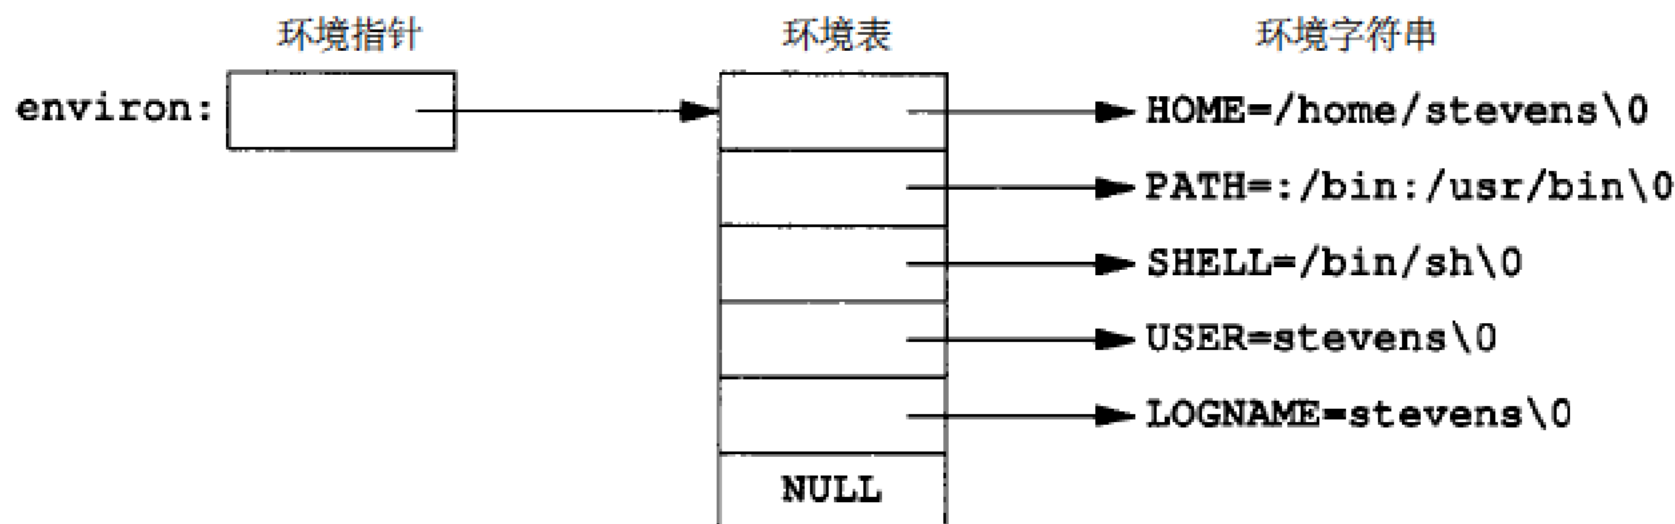 环境指针 环境表 环境字符串
environ: HOME=/home/stevens\0
PATH=:/bin:/usr/bin\0
SHELL=/bin/sh\0
USER=stevens\0
LOGNAME=stevens\0
NULL